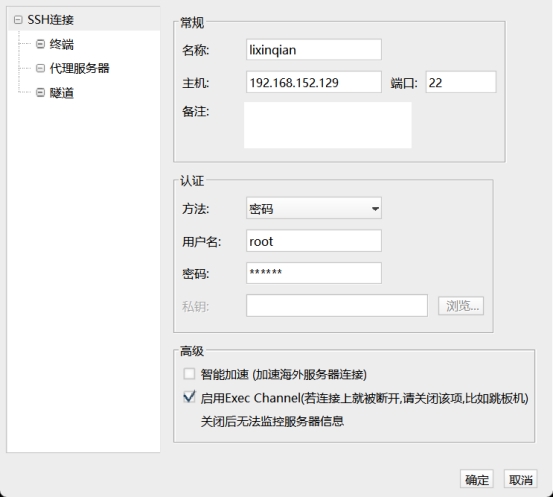 SSH连接
终端
代理服务器
隧道
常规
名称: lixinqian
主机: 192.168.152.129 端口: 22
备注:
认证
方法: 密码
用户名: root
密码: ******
私钥: 浏览...
高级
智能加速 (加速海外服务器连接)
启用Exec Channel(若连接上就被断开,请关闭该项,比如跳板机)
关闭后无法监控服务器信息
确定 取消